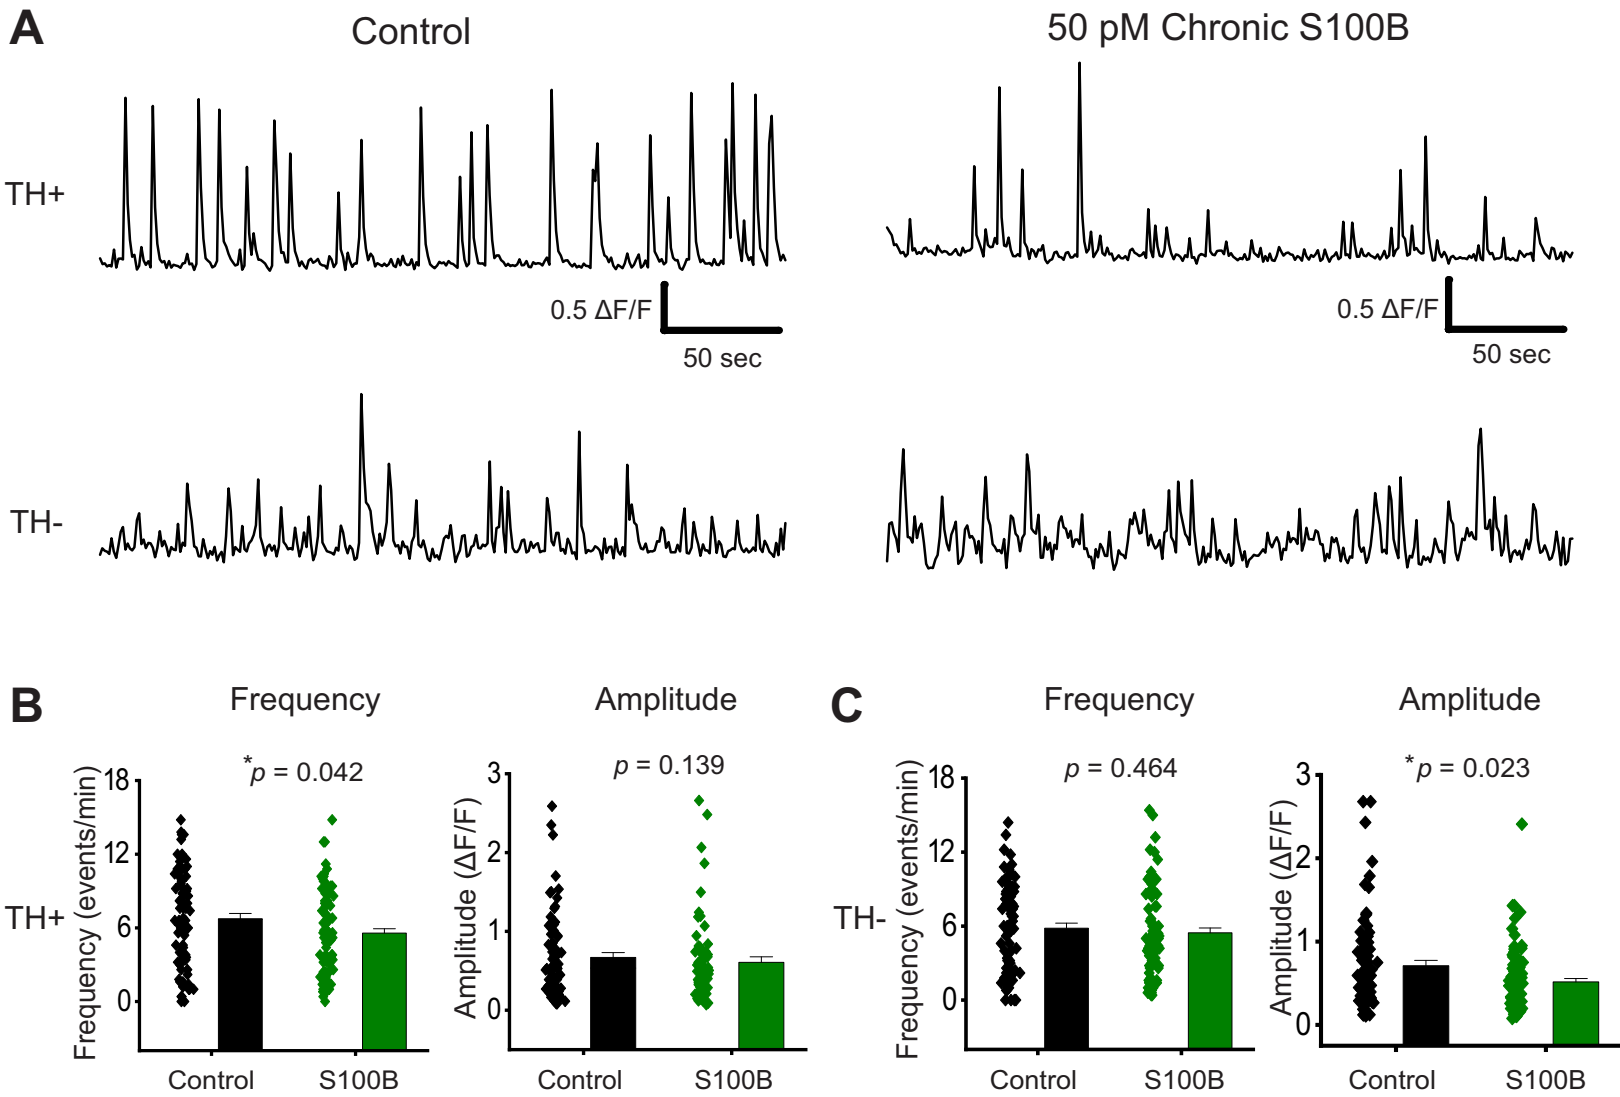 A
Control
50 pM Chronic S100B
TH+
0.5 ΔF/F
50 sec
0.5 ΔF/F
50 sec
TH-
B
Frequency
Amplitude
C
Frequency
Amplitude
*p = 0.042
p = 0.139
p = 0.464
*p = 0.023
TH+
Frequency (events/min)
18
12
6
0
Control
S100B
Amplitude (ΔF/F)
3
2
1
0
Control
S100B
TH-
Frequency (events/min)
18
12
6
0
Control
S100B
Amplitude (ΔF/F)
3
2
1
0
Control
S100B